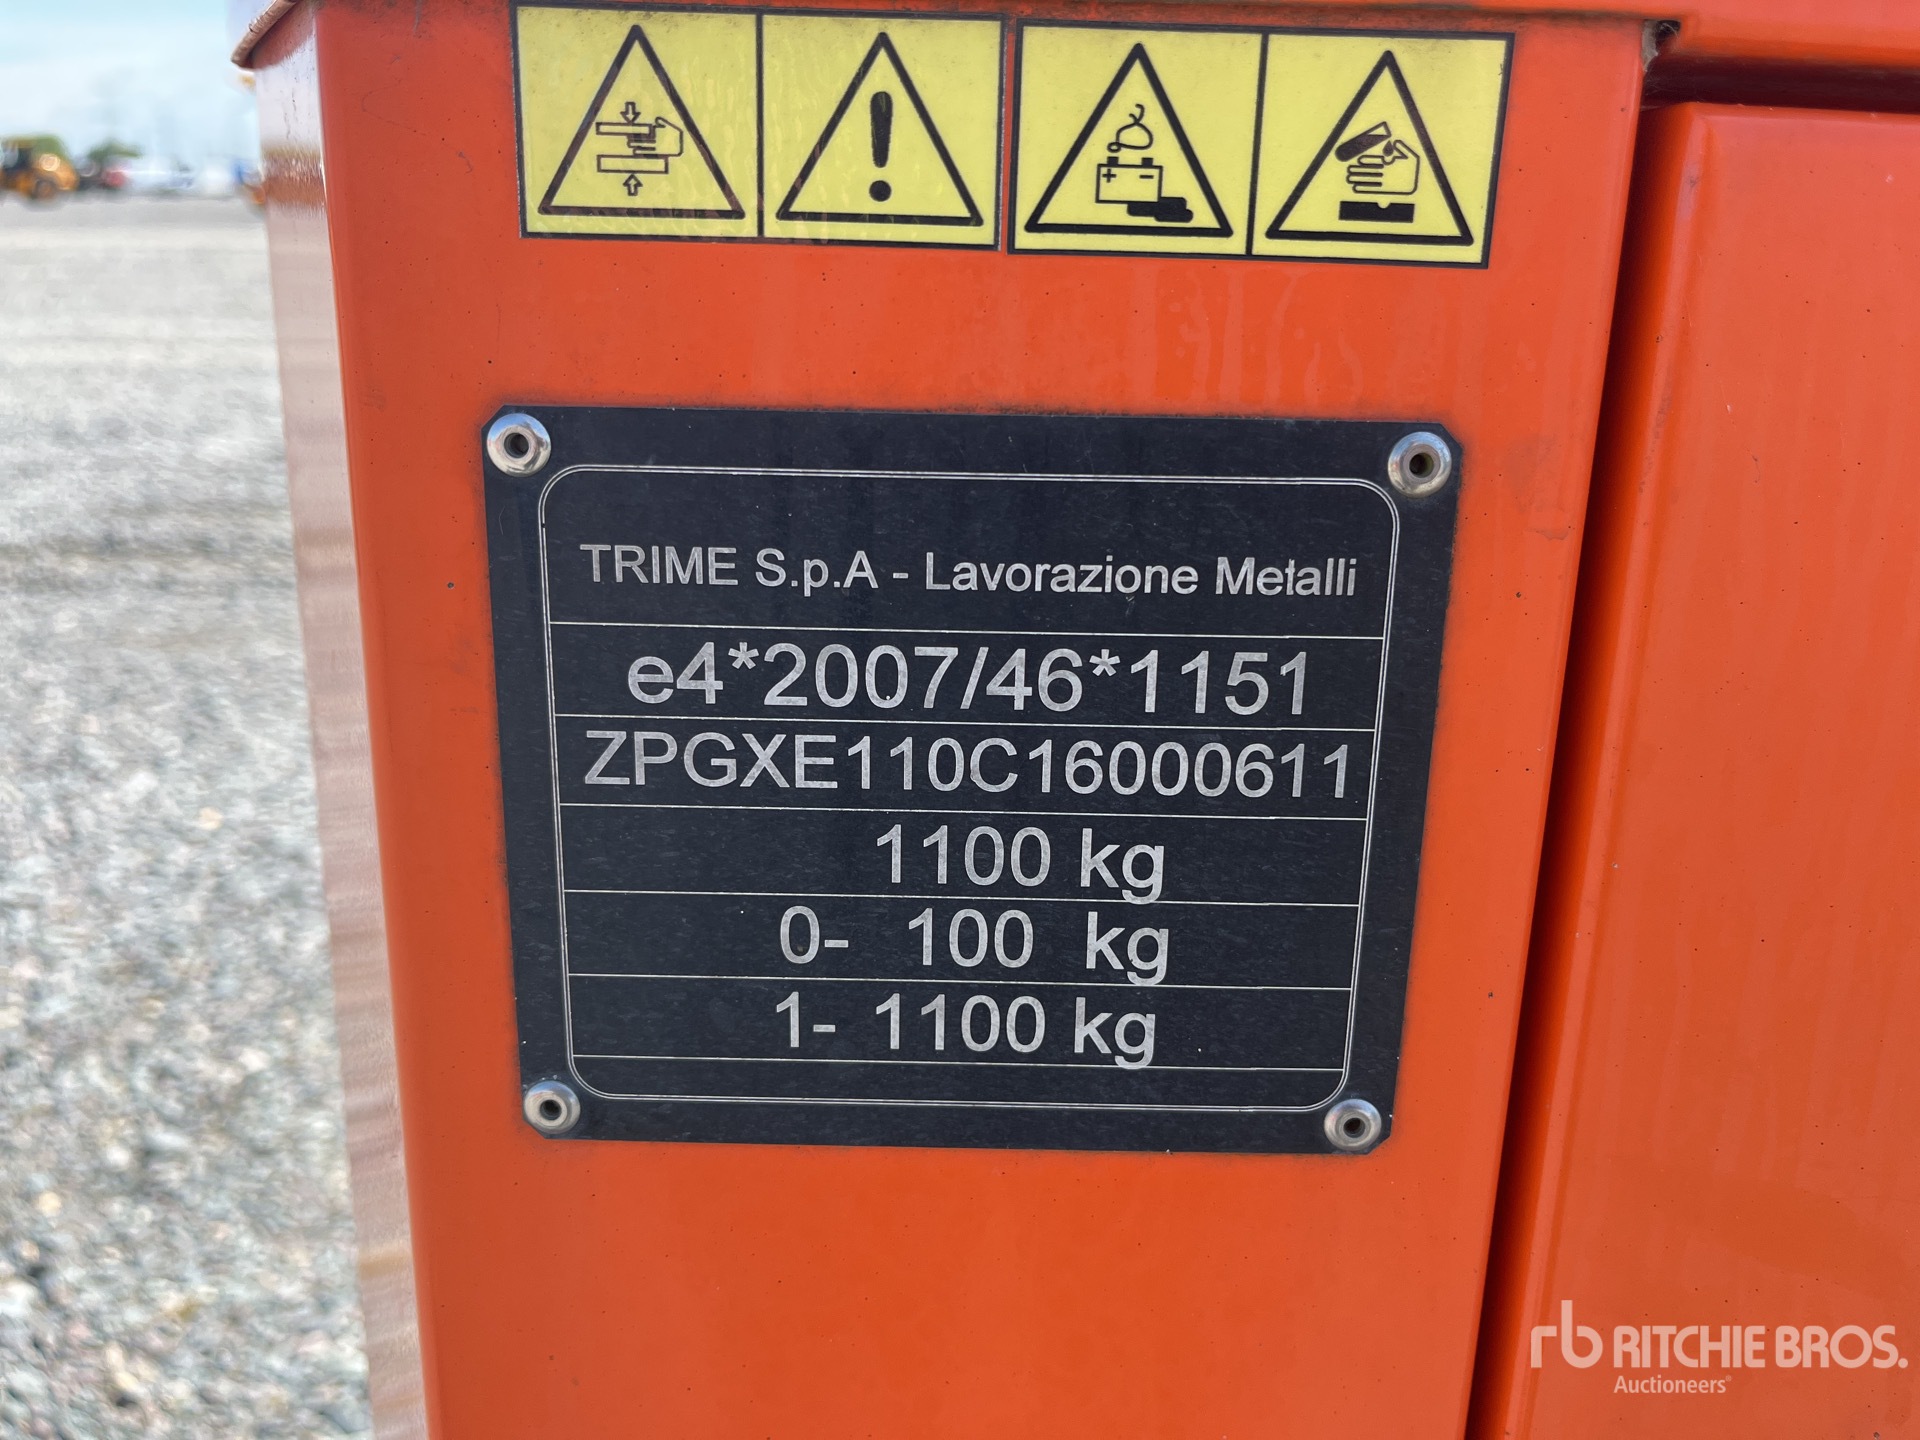 TRIME S.p.A - Lavorazione Metalli
e4*2007/46*1151
ZPGXE110C16000611
1100 kg
0- 100 kg
1- 1100 kg
rb RITCHIE BROS.
Auctioneers